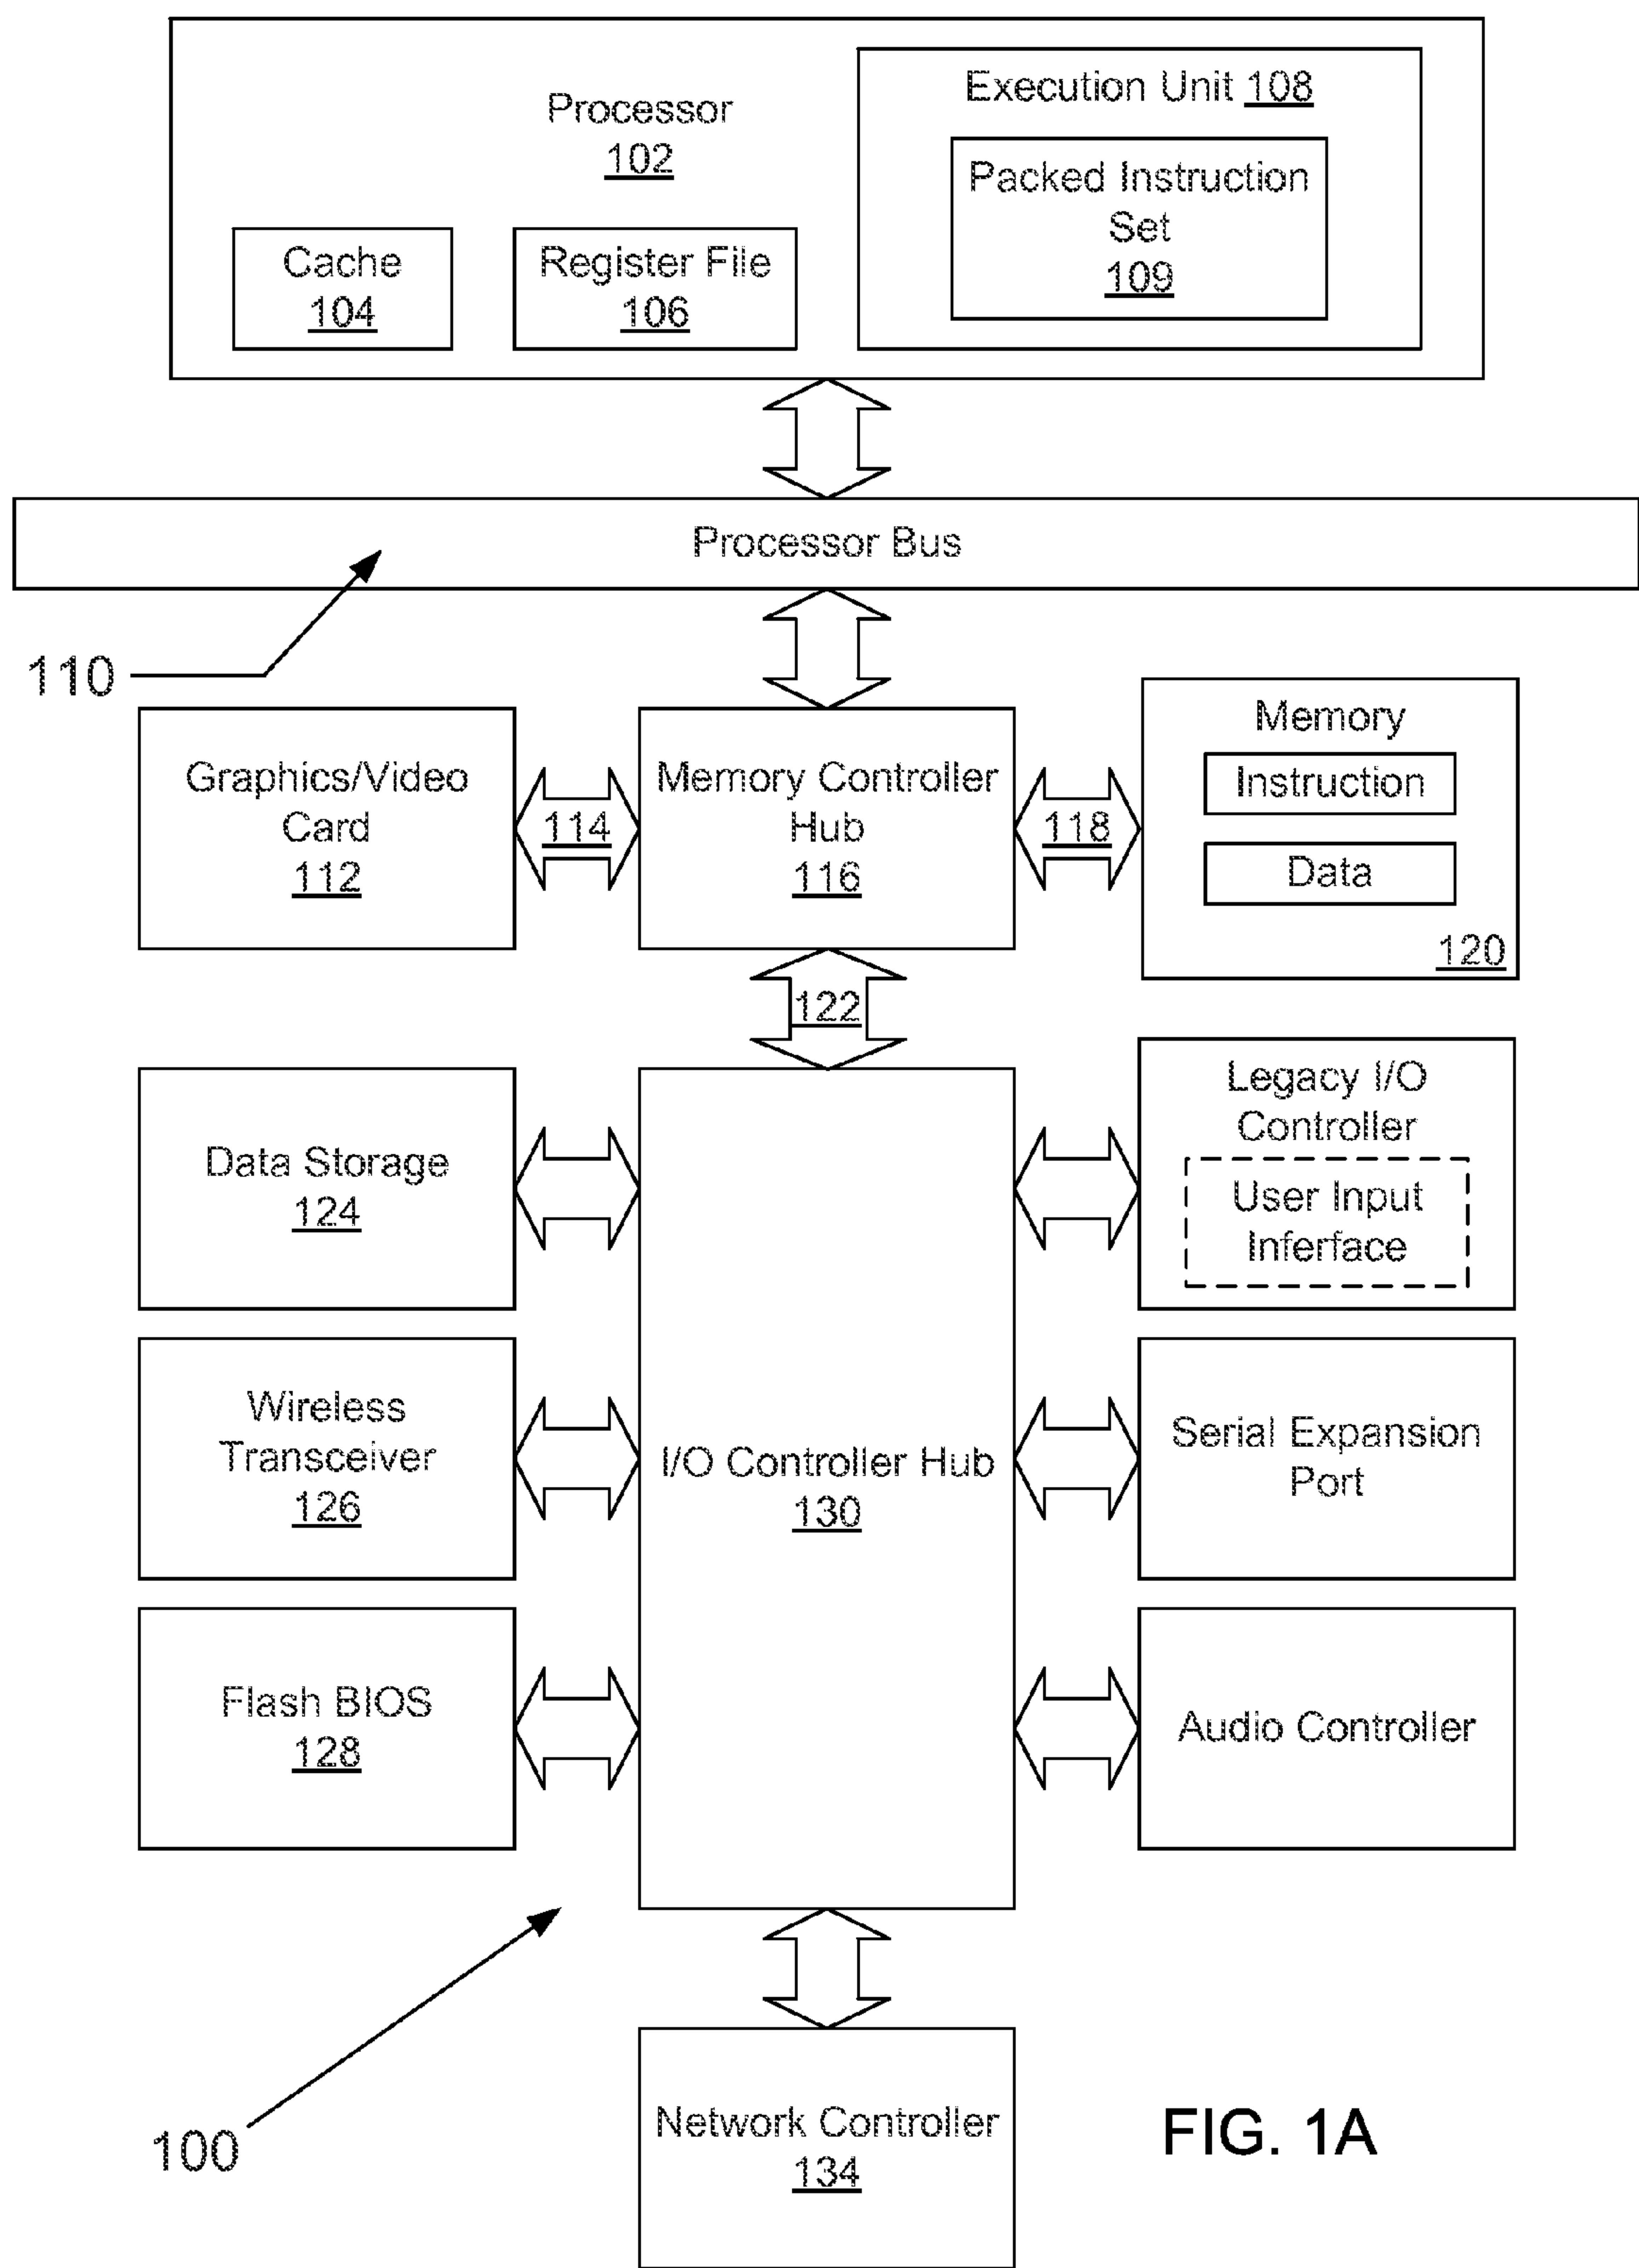 Processor
102
Execution Unit 108
Packed Instruction
Set
109
Cache
104
Register File
106
Processor Bus
110
Graphics/Video
Card
112
114
Memory Controller
Hub
116
118
Memory
Instruction
Data
120
122
Data Storage
124
Legacy I/O
Controller
User Input
Inferface
Wireless
Transceiver
126
I/O Controller Hub
130
Serial Expansion
Port
Flash BIOS
128
Audio Controller
100
Network Controller
134
FIG. 1A